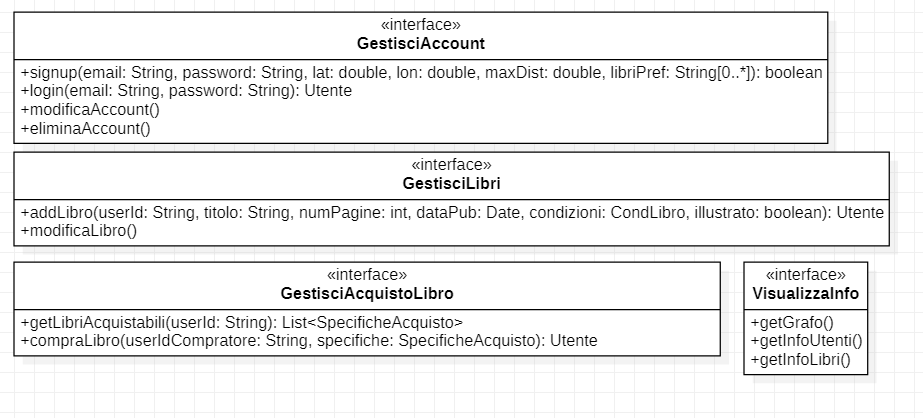 «interface»
GestisciAccount
+signup(email: String, password: String, lat: double, lon: double, maxDist: double, libriPref: String[0..*]): boolean
+login(email: String, password: String): Utente
+modificaAccount()
+eliminaAccount()
«interface»
GestisciLibri
+addLibro(userId: String, titolo: String, numPagine: int, dataPub: Date, condizioni: CondLibro, illustrato: boolean): Utente
+modificaLibro()
«interface»
GestisciAcquistoLibro
+getLibriAcquistabili(userId: String): List<SpecificheAcquisto>
+compraLibro(userIdCompratore: String, specifiche: SpecificheAcquisto): Utente
«interface»
VisualizzaInfo
+getGrafo()
+getInfoUtenti()
+getInfoLibri()